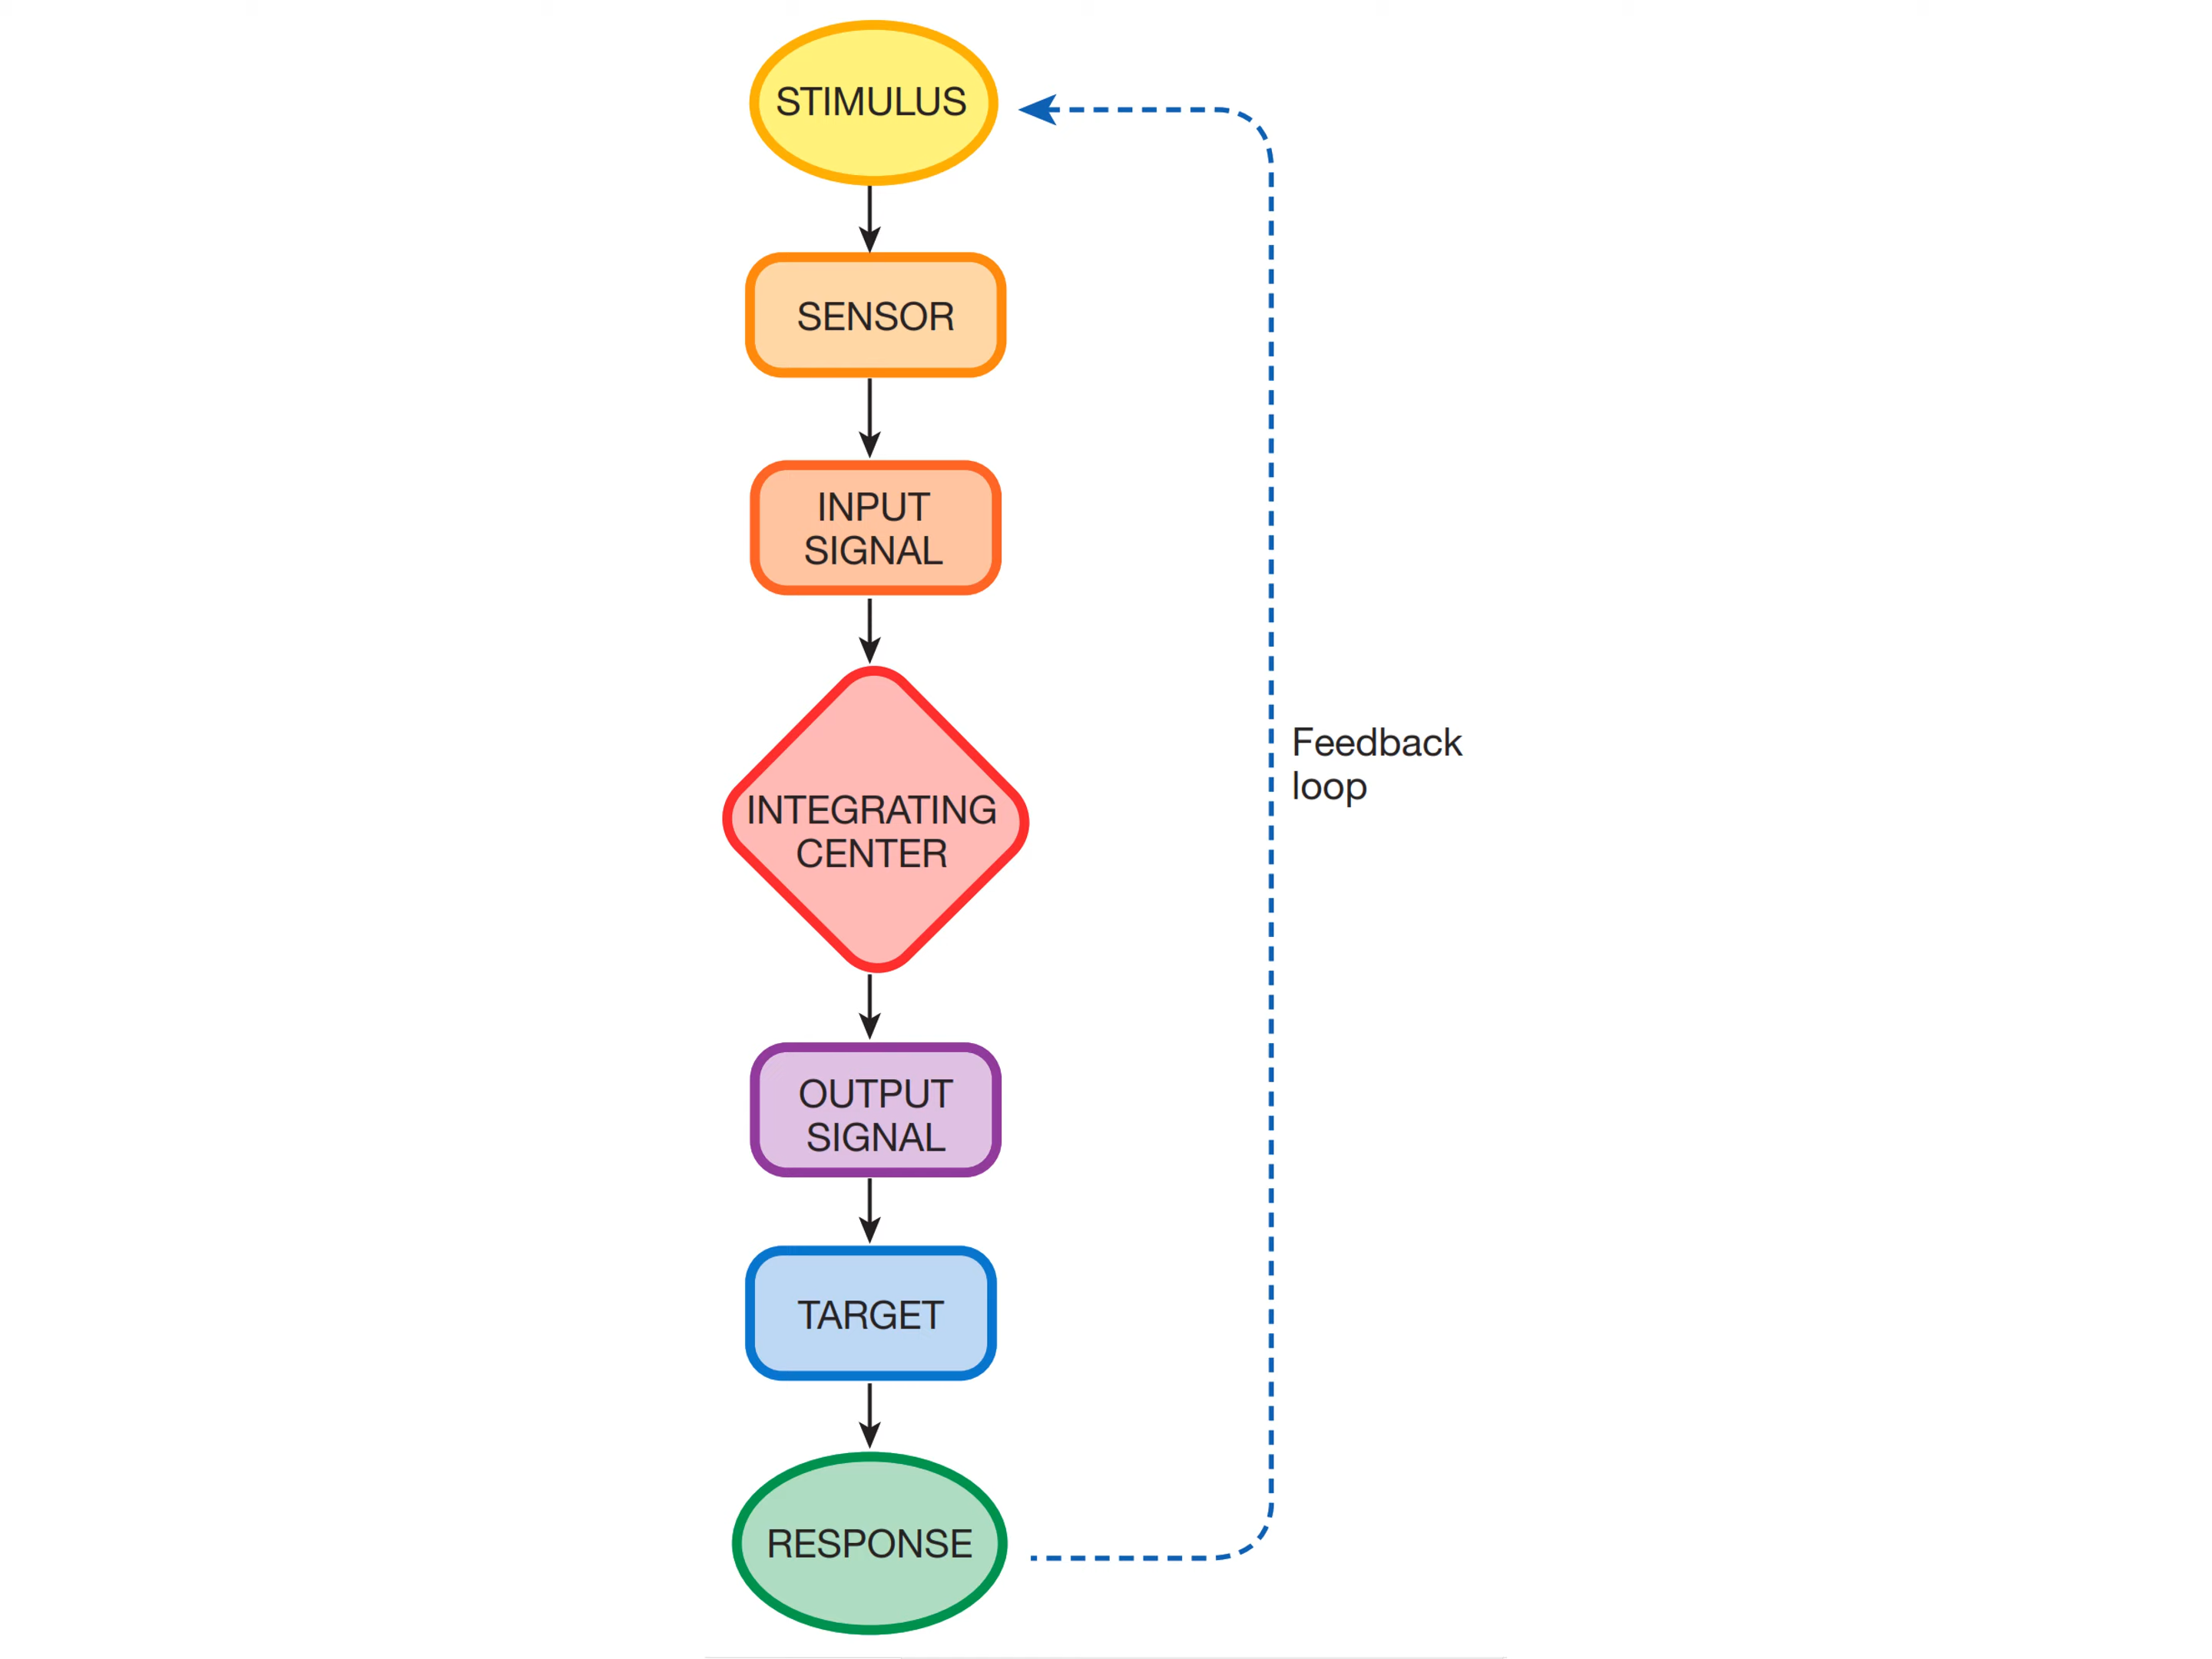 STIMULUS
SENSOR
INPUT
SIGNAL
INTEGRATING
CENTER
OUTPUT
SIGNAL
TARGET
RESPONSE
Feedback
loop